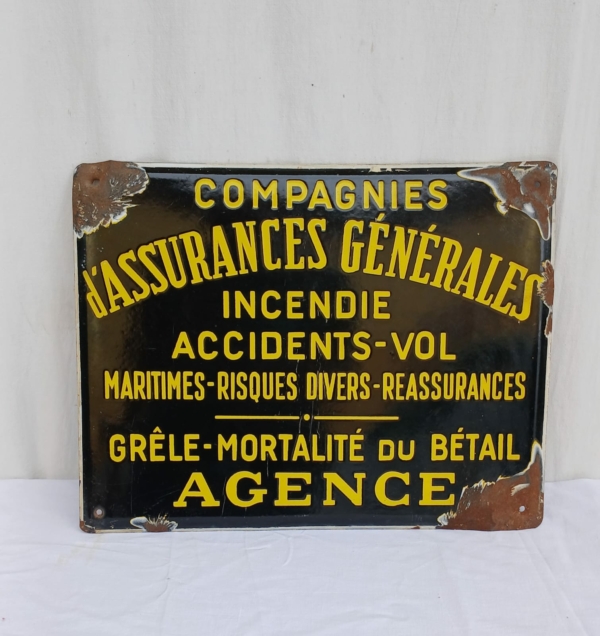 COMPAGNIES
d'ASSURANCES GÉNÉRALES
INCENDIE
ACCIDENTS-VOL
MARITIMES-RISQUES DIVERS-REASSURANCES
GRÊLE-MORTALITÉ DU BÉTAIL
AGENCE